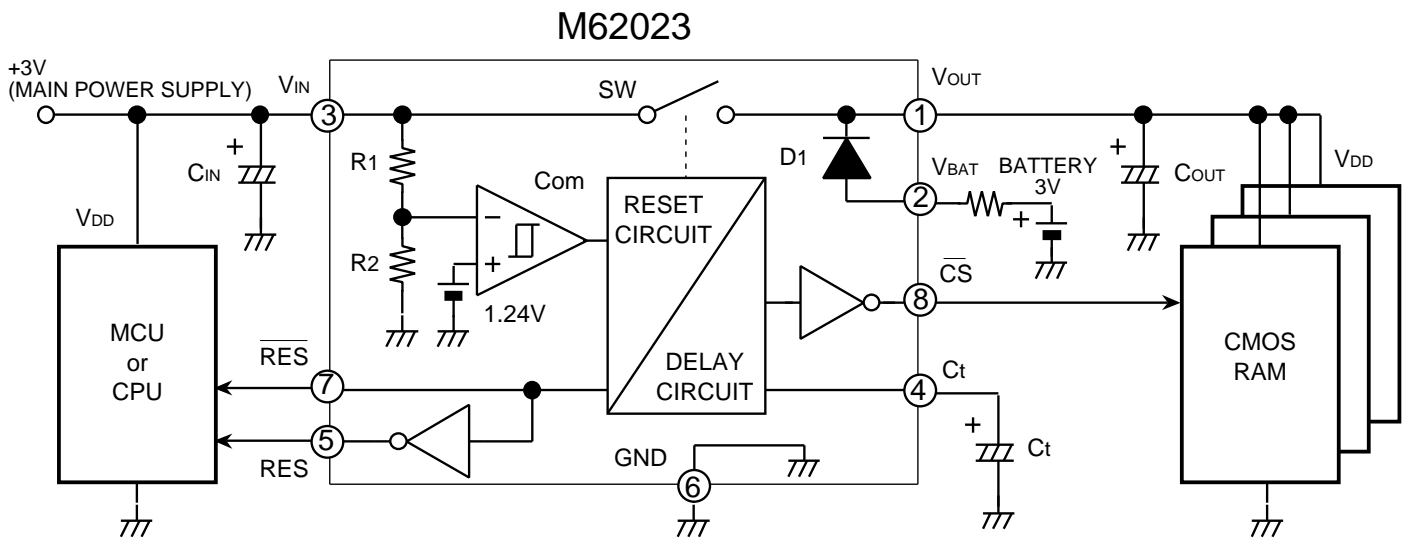 M62023
+3V
(MAIN POWER SUPPLY)
VIN
3
SW
VOUT
1
R1
D1
VBAT
BATTERY
3V
2
CIN
COUT
VDD
Com
RESET
CIRCUIT
−
+
R2
1.24V
+
+
+
VDD
CS
8
MCU
or
CPU
CMOS
RAM
RES
7
DELAY
CIRCUIT
Ct
4
5
RES
GND
6
+
Ct